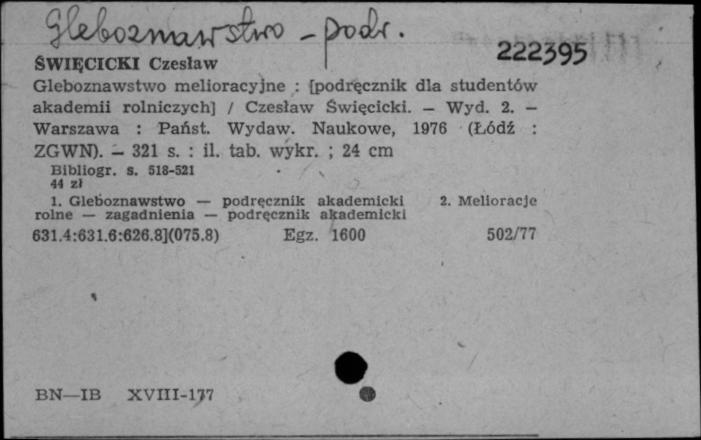 Gleboznawstwo – podr.
222395
ŚWIĘCICKI Czesław
Gleboznawstwo melioracyjne : [podręcznik dla studentów
akademii rolniczych] / Czesław Święcicki. — Wyd. 2. —
Warszawa : Państ. Wydaw. Naukowe, 1976 (Łódź :
ZGWN). — 321 s. : il. tab. wykr. ; 24 cm
Bibliogr. s. 518-521
44 zł
1. Gleboznawstwo — podręcznik akademicki 2. Melioracje
rolne — zagadnienia — podręcznik akademicki
631.4:631.6:626.8](075.8) Egz. 1600 502/77
BN—IB XVIII-177